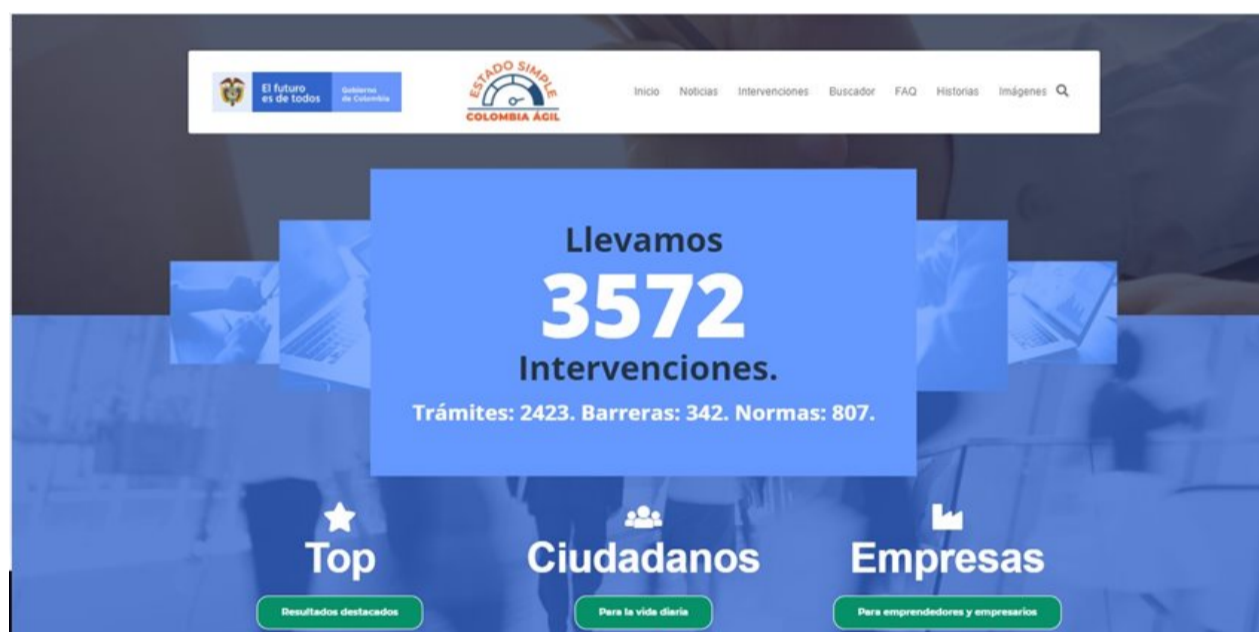 El futuro
es de todos
Gobierno
de Colombia
ESTADO SIMPLE
COLOMBIA ÁGIL
Inicio Noticias Intervenciones Buscador FAQ Historias Imágenes
Llevamos
3572
Intervenciones.
Trámites: 2423. Barreras: 342. Normas: 807.
Top Ciudadanos Empresas
Resultados destacados Para la vida diaria Para emprendedores y empresarios